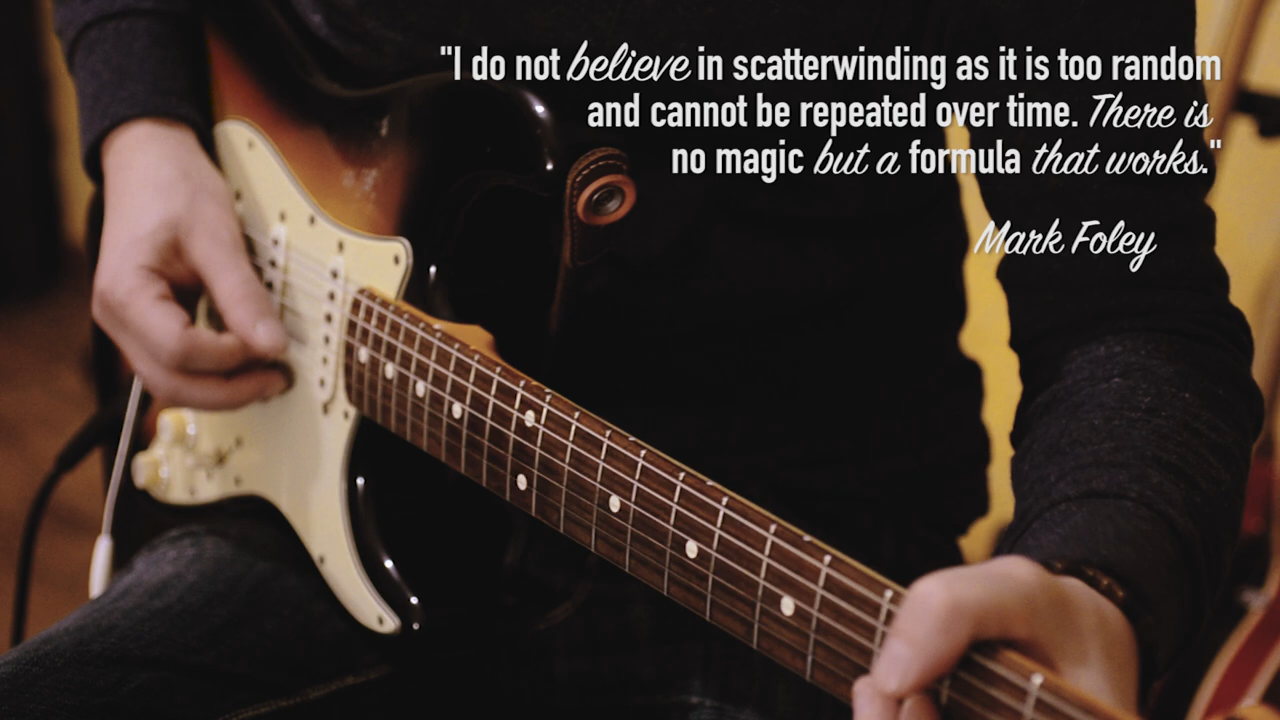 "I do not believe in scatterwinding as it is too random
and cannot be repeated over time. There is
no magic but a formula that works."
Mark Foley